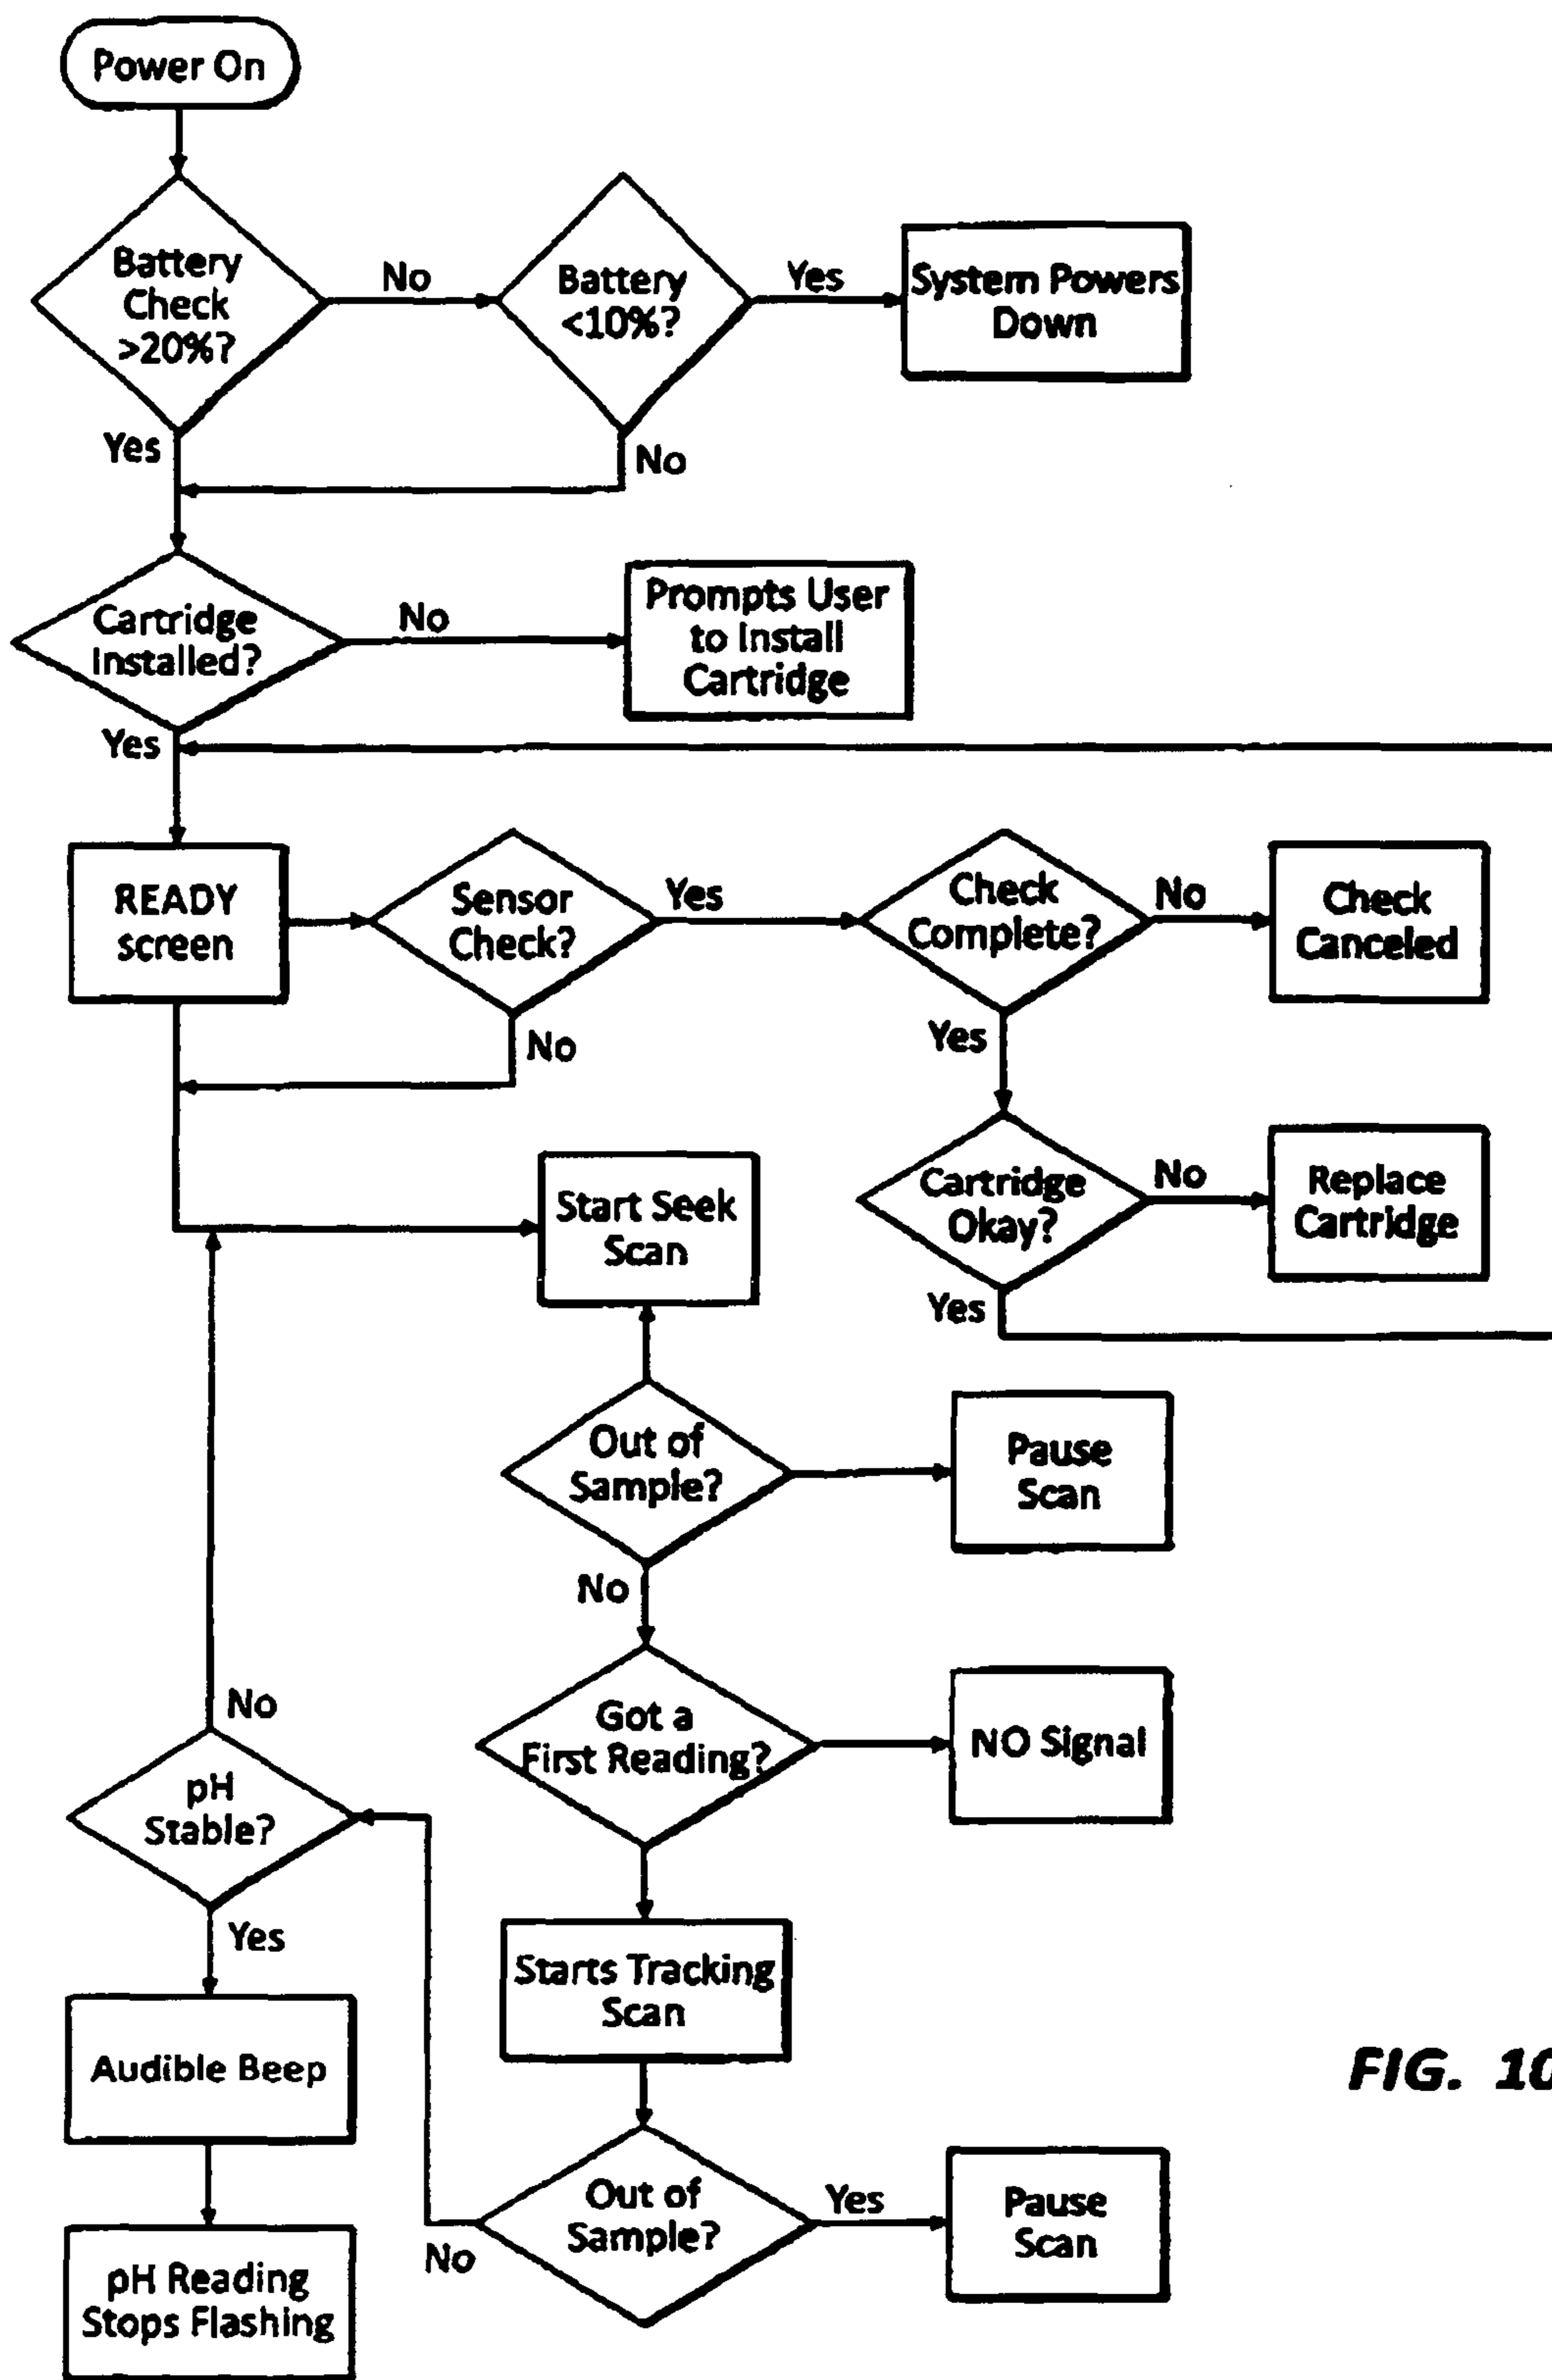 Power On
Battery
Check
>20%?
No
Battery
<10%?
Yes
System Powers
Down
Yes
No
Cartridge
Installed?
No
Prompts User
to Install
Cartridge
Yes
READY
screen
Sensor
Check?
Yes
Check
Complete?
No
Check
Canceled
No
Yes
Start Seek
Scan
Cartridge
Okay?
No
Replace
Cartridge
Yes
Out of
Sample?
Pause
Scan
No
Got a
First Reading?
NO Signal
No
pH
Stable?
Yes
Starts Tracking
Scan
Audible Beep
Out of
Sample?
Yes
Pause
Scan
No
pH Reading
Stops Flashing
FIG. 10